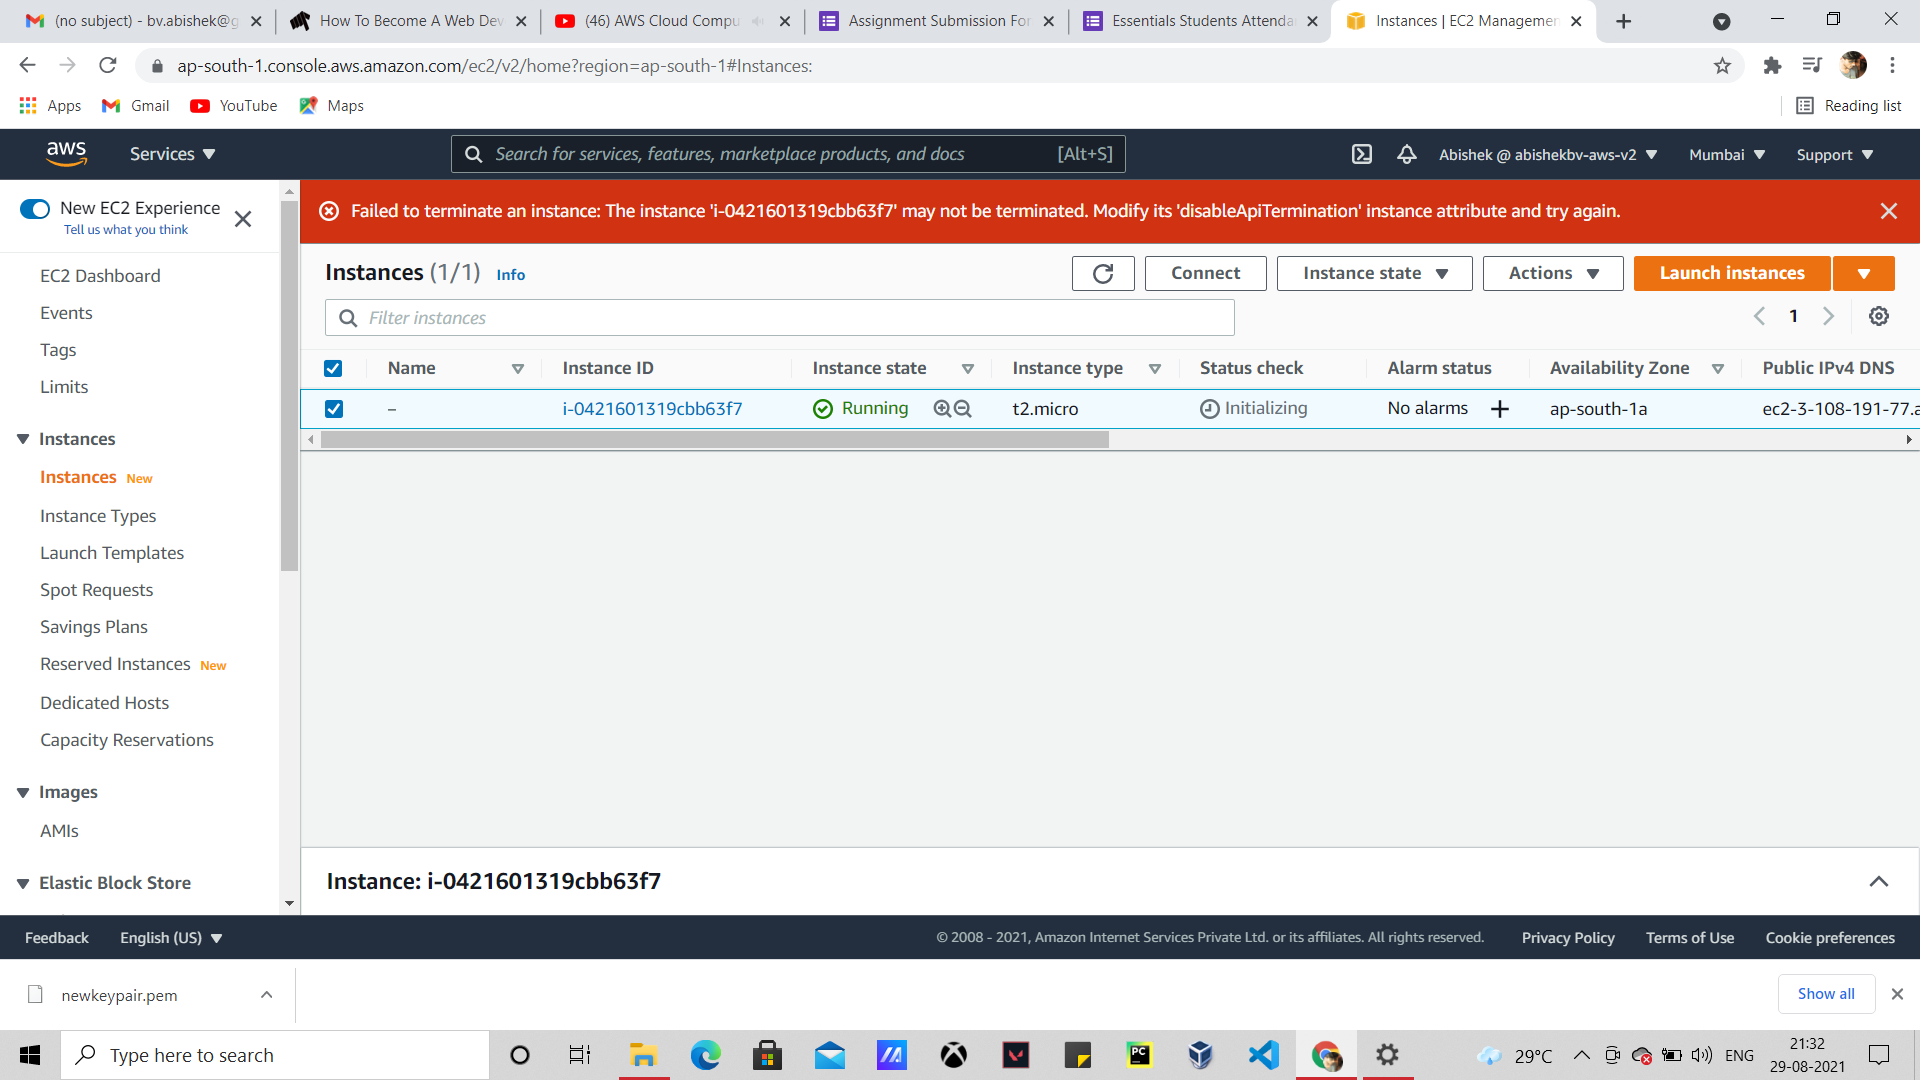 (no subject) - bv.abishek@g
How To Become A Web Dev
(46) AWS Cloud Compu
Assignment Submission For
Essentials Students Attenda
Instances | EC2 Managemen
ap-south-1.console.aws.amazon.com/ec2/v2/home?region=ap-south-1#Instances:
Apps
Gmail
YouTube
Maps
Reading list
aws
Services
Search for services, features, marketplace products, and docs
[Alt+S]
Abishek @ abishekbv-aws-v2
Mumbai
Support
New EC2 Experience
Tell us what you think
Failed to terminate an instance: The instance 'i-0421601319cbb63f7' may not be terminated. Modify its 'disableApiTermination' instance attribute and try again.
EC2 Dashboard
Events
Tags
Limits
Instances
Instances New
Instance Types
Launch Templates
Spot Requests
Savings Plans
Reserved Instances New
Dedicated Hosts
Capacity Reservations
Images
AMIs
Elastic Block Store
Instances (1/1) Info
Connect
Instance state
Actions
Launch instances
Filter instances
1
Name
Instance ID
Instance state
Instance type
Status check
Alarm status
Availability Zone
Public IPv4 DNS
–
i-0421601319cbb63f7
Running
t2.micro
Initializing
No alarms
ap-south-1a
ec2-3-108-191-77.a
Instance: i-0421601319cbb63f7
Feedback
English (US)
© 2008 - 2021, Amazon Internet Services Private Ltd. or its affiliates. All rights reserved.
Privacy Policy
Terms of Use
Cookie preferences
newkeypair.pem
Show all
Type here to search
PC
29°C
ENG
21:32
29-08-2021